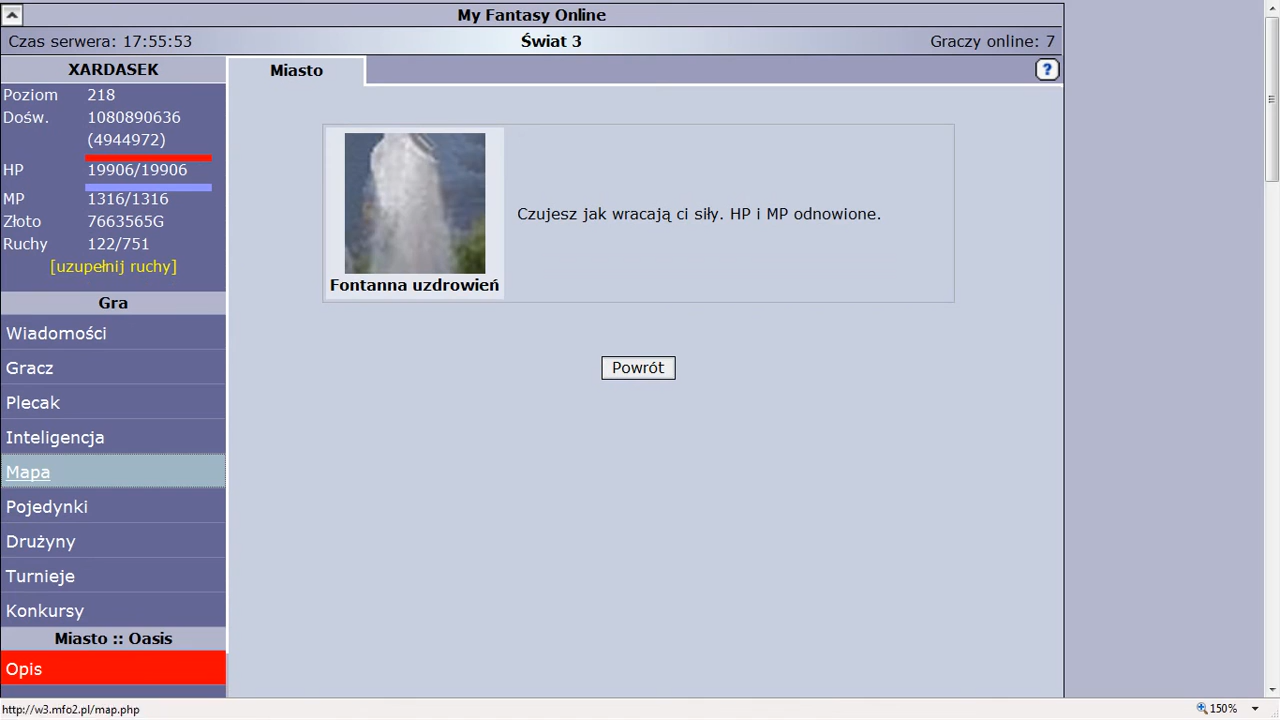 My Fantasy Online
Czas serwera: 17:55:53
Świat 3
Graczy online: 7
XARDASEK
Miasto
?
Poziom 218
Dośw. 1080890636
(4944972)
HP 19906/19906
MP 1316/1316
Złoto 7663565G
Ruchy 122/751
[uzupełnij ruchy]
Czujesz jak wracają ci siły. HP i MP odnowione.
Fontanna uzdrowień
Powrót
Gra
Wiadomości
Gracz
Plecak
Inteligencja
Mapa
Pojedynki
Drużyny
Turnieje
Konkursy
Miasto :: Oasis
Opis
http://w3.mfo2.pl/map.php
150%